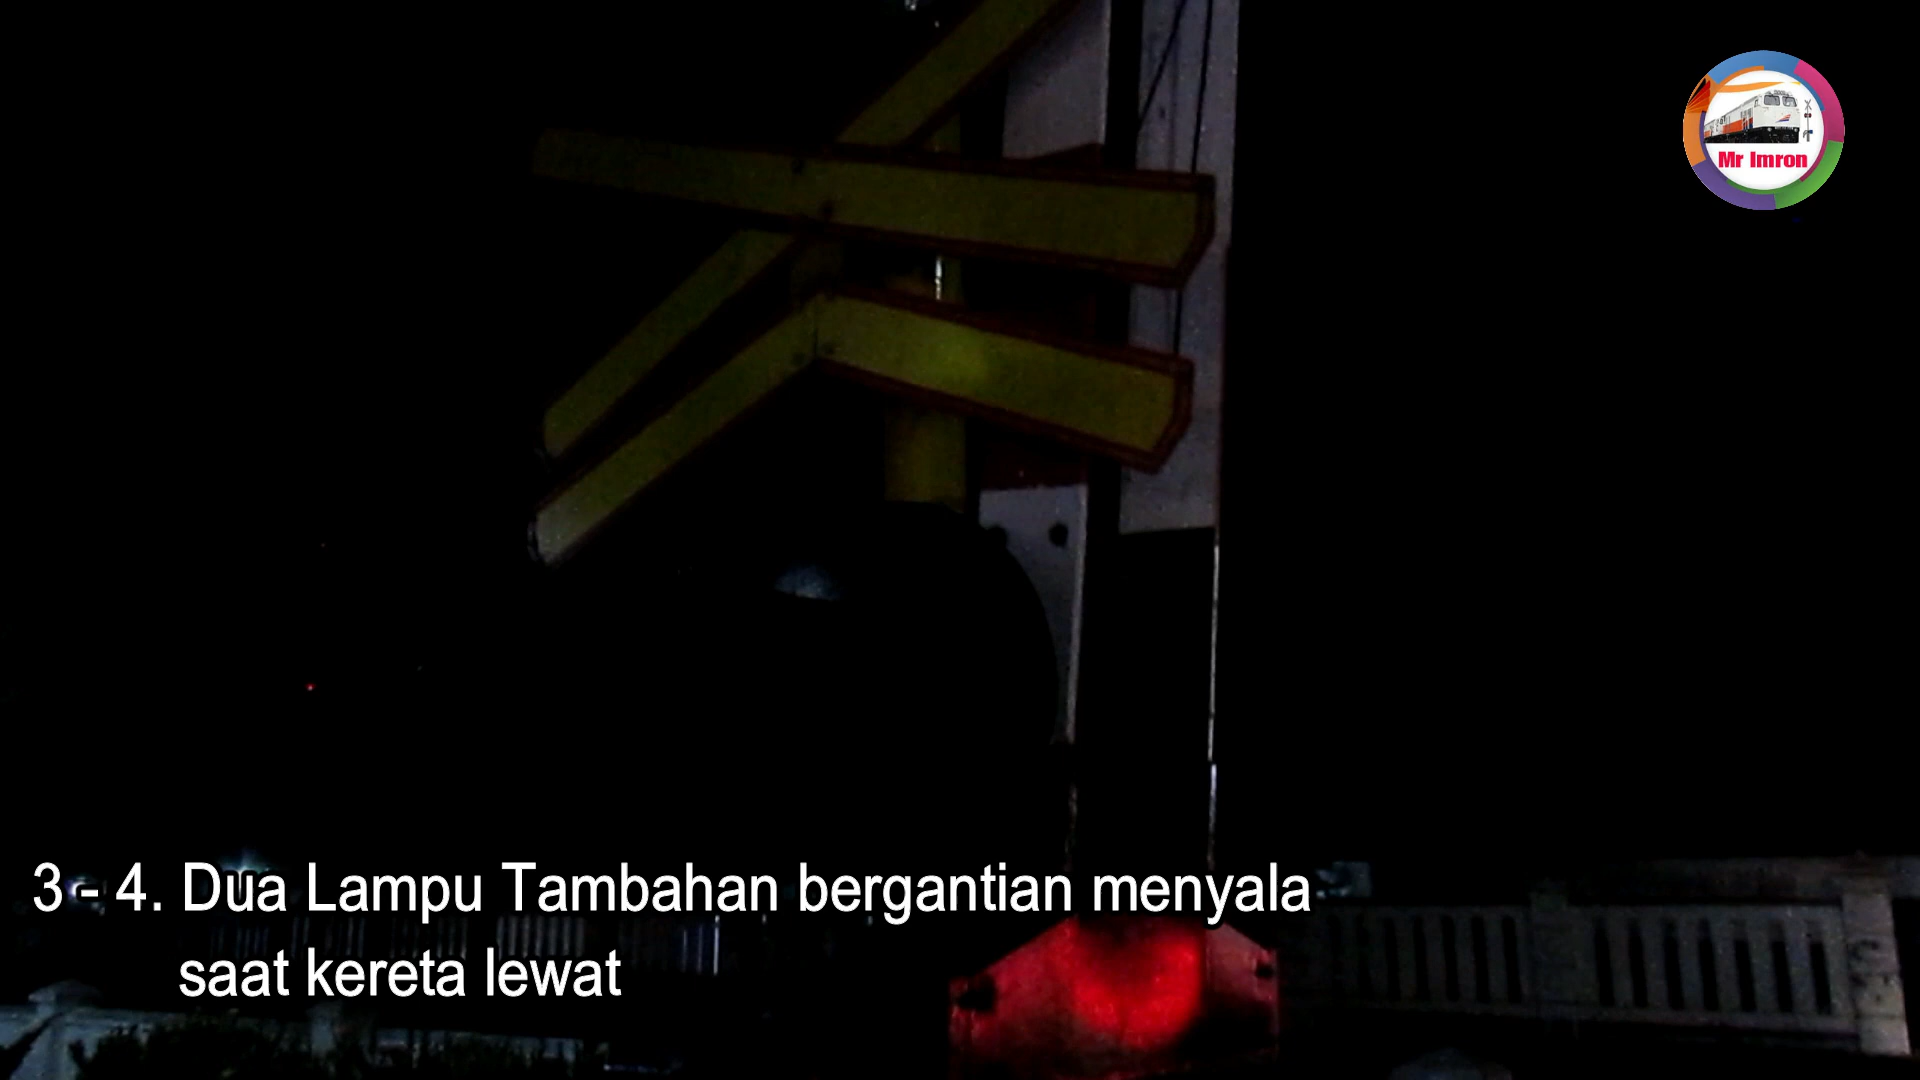 Mr Imron
3 - 4. Dua Lampu Tambahan bergantian menyala
saat kereta lewat